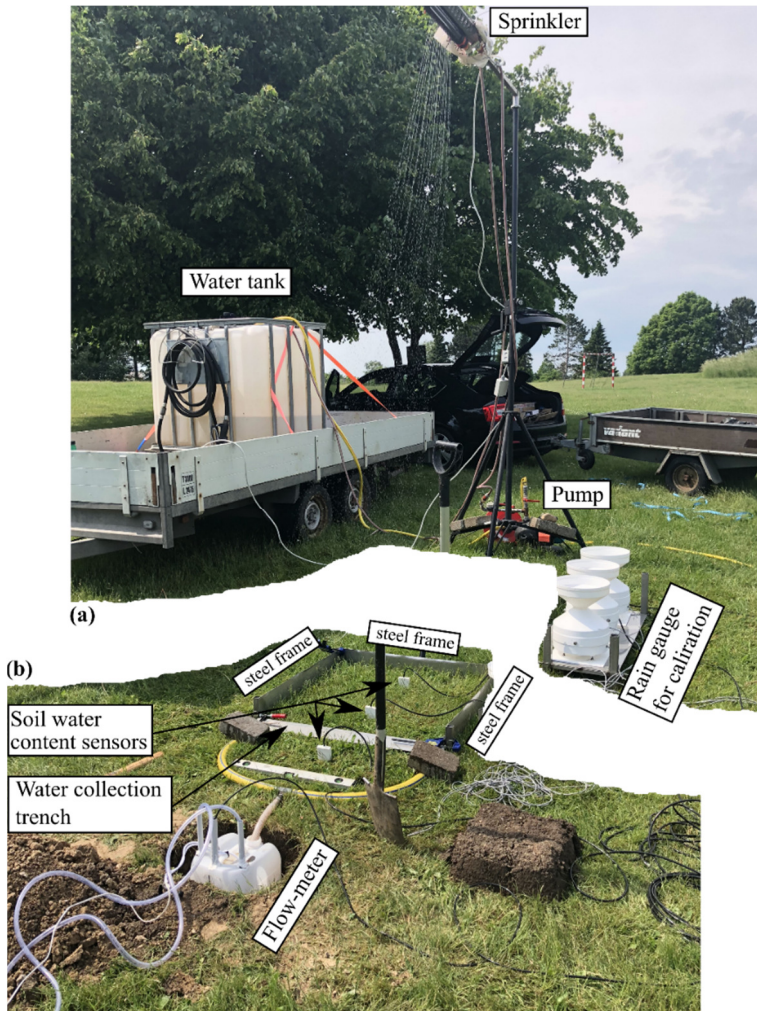 Sprinkler
Water tank
Pump
(a)
Rain gauge
for caliration
(b)
steel frame
steel frame
steel frame
Soil water
content sensors
Water collection
trench
Flow-meter